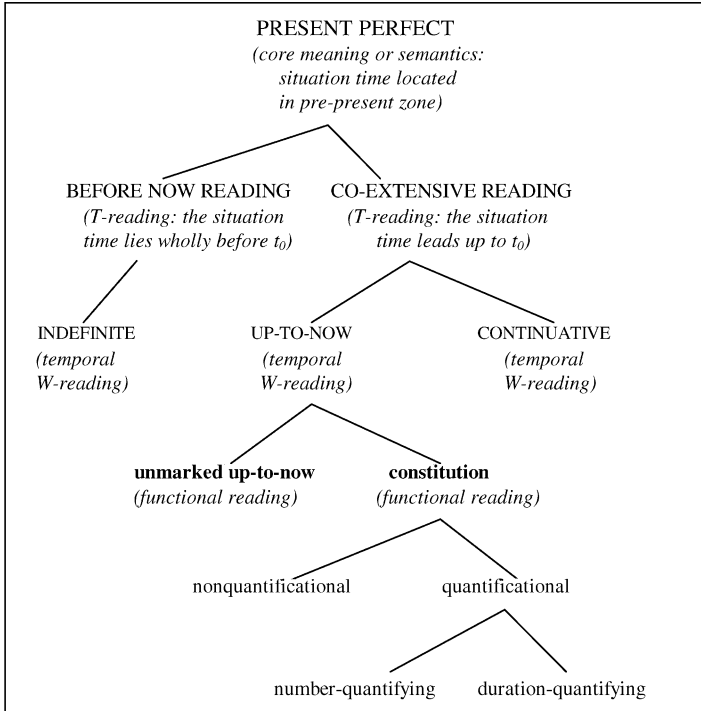 PRESENT PERFECT
(core meaning or semantics:
situation time located
in pre-present zone)
BEFORE NOW READING
(T-reading: the situation
time lies wholly before t0)
CO-EXTENSIVE READING
(T-reading: the situation
time leads up to t0)
INDEFINITE
(temporal
W-reading)
UP-TO-NOW
(temporal
W-reading)
CONTINUATIVE
(temporal
W-reading)
unmarked up-to-now
(functional reading)
constitution
(functional reading)
nonquantificational
quantificational
number-quantifying
duration-quantifying